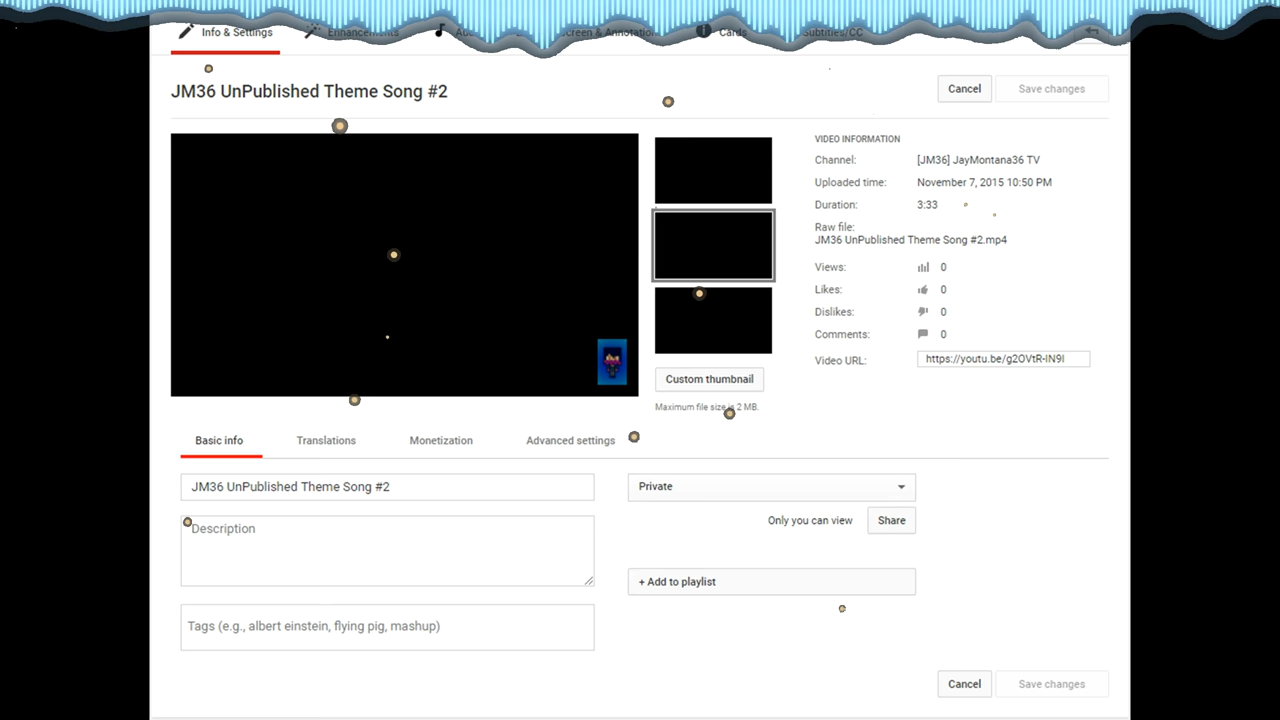 Info & Settings
Enhancements
Screen & Annotation
Cards
Subtitles/CC
JM36 UnPublished Theme Song #2
Cancel
Save changes
VIDEO INFORMATION
Channel: [JM36] JayMontana36 TV
Uploaded time: November 7, 2015 10:50 PM
Duration: 3:33
Raw file:
JM36 UnPublished Theme Song #2.mp4
Views: 0
Likes: 0
Dislikes: 0
Comments: 0
Video URL: https://youtu.be/g2OVtR-IN9I
Custom thumbnail
Maximum file size is 2 MB.
Basic info
Translations
Monetization
Advanced settings
JM36 UnPublished Theme Song #2
Private
Description
Only you can view
Share
+ Add to playlist
Tags (e.g., albert einstein, flying pig, mashup)
Cancel
Save changes